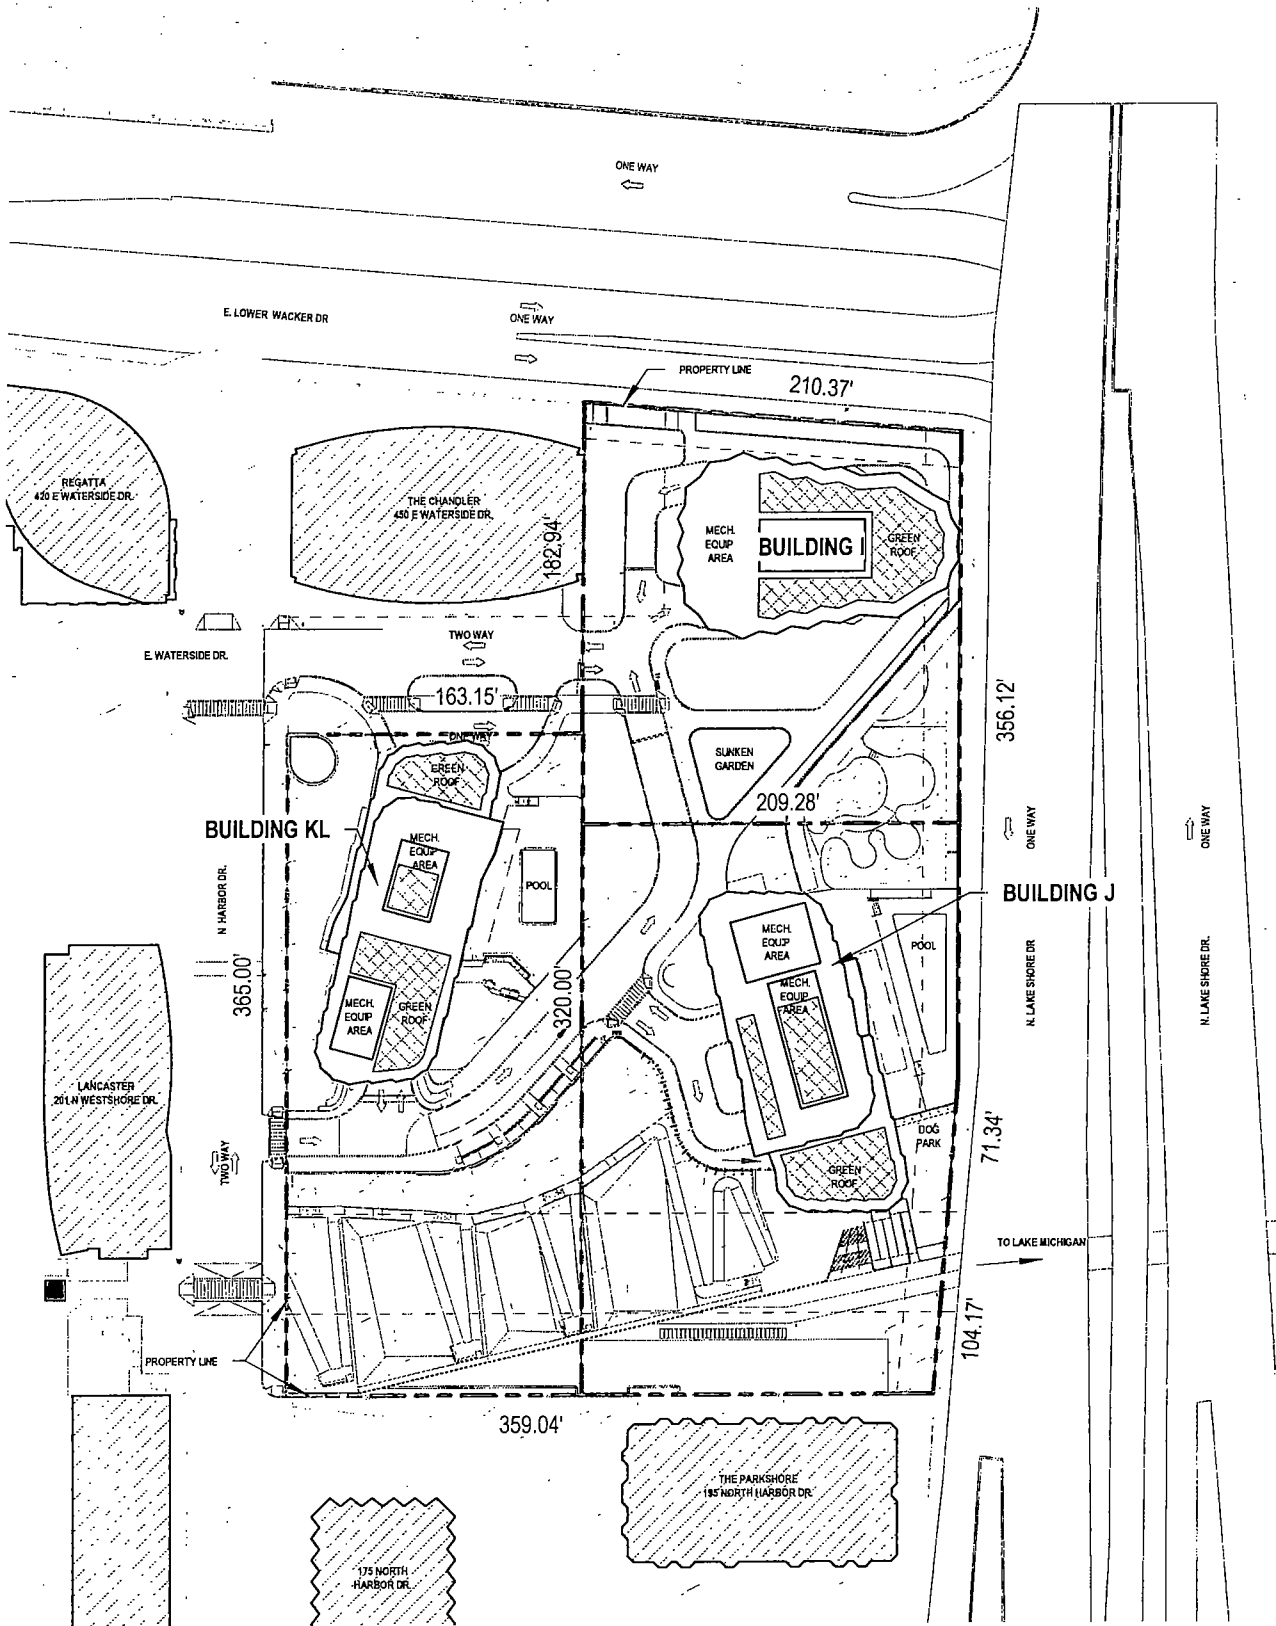 ONE WAY
E. LOWER WACKER DR
ONE WAY
PROPERTY LINE
210.37'
REGATTA
420 E WATERSIDE DR.
THE CHANDLER
450 E WATERSIDE DR.
182.94'
MECH.
EQUIP
AREA
BUILDING I
GREEN
ROOF
TWO WAY
E. WATERSIDE DR.
163.15'
ONE WAY
356.12'
SUNKEN
GARDEN
GREEN
ROOF
209.28'
BUILDING KL
MECH.
EQUIP
AREA
ONE WAY
ONE WAY
N HARBOR DR.
POOL
BUILDING J
MECH.
EQUIP
AREA
POOL
365.00'
320.00'
MECH.
EQUIP
AREA
MECH.
EQUIP
AREA
GREEN
ROOF
N. LAKE SHORE DR
N. LAKE SHORE DR.
LANCASTER
201 N WESTSHORE DR.
DOG
PARK
71.34'
TWO WAY
GREEN
ROOF
TO LAKE MICHIGAN
104.17'
PROPERTY LINE
359.04'
THE PARKSHORE
195 NORTH HARBOR DR.
175 NORTH
HARBOR DR.